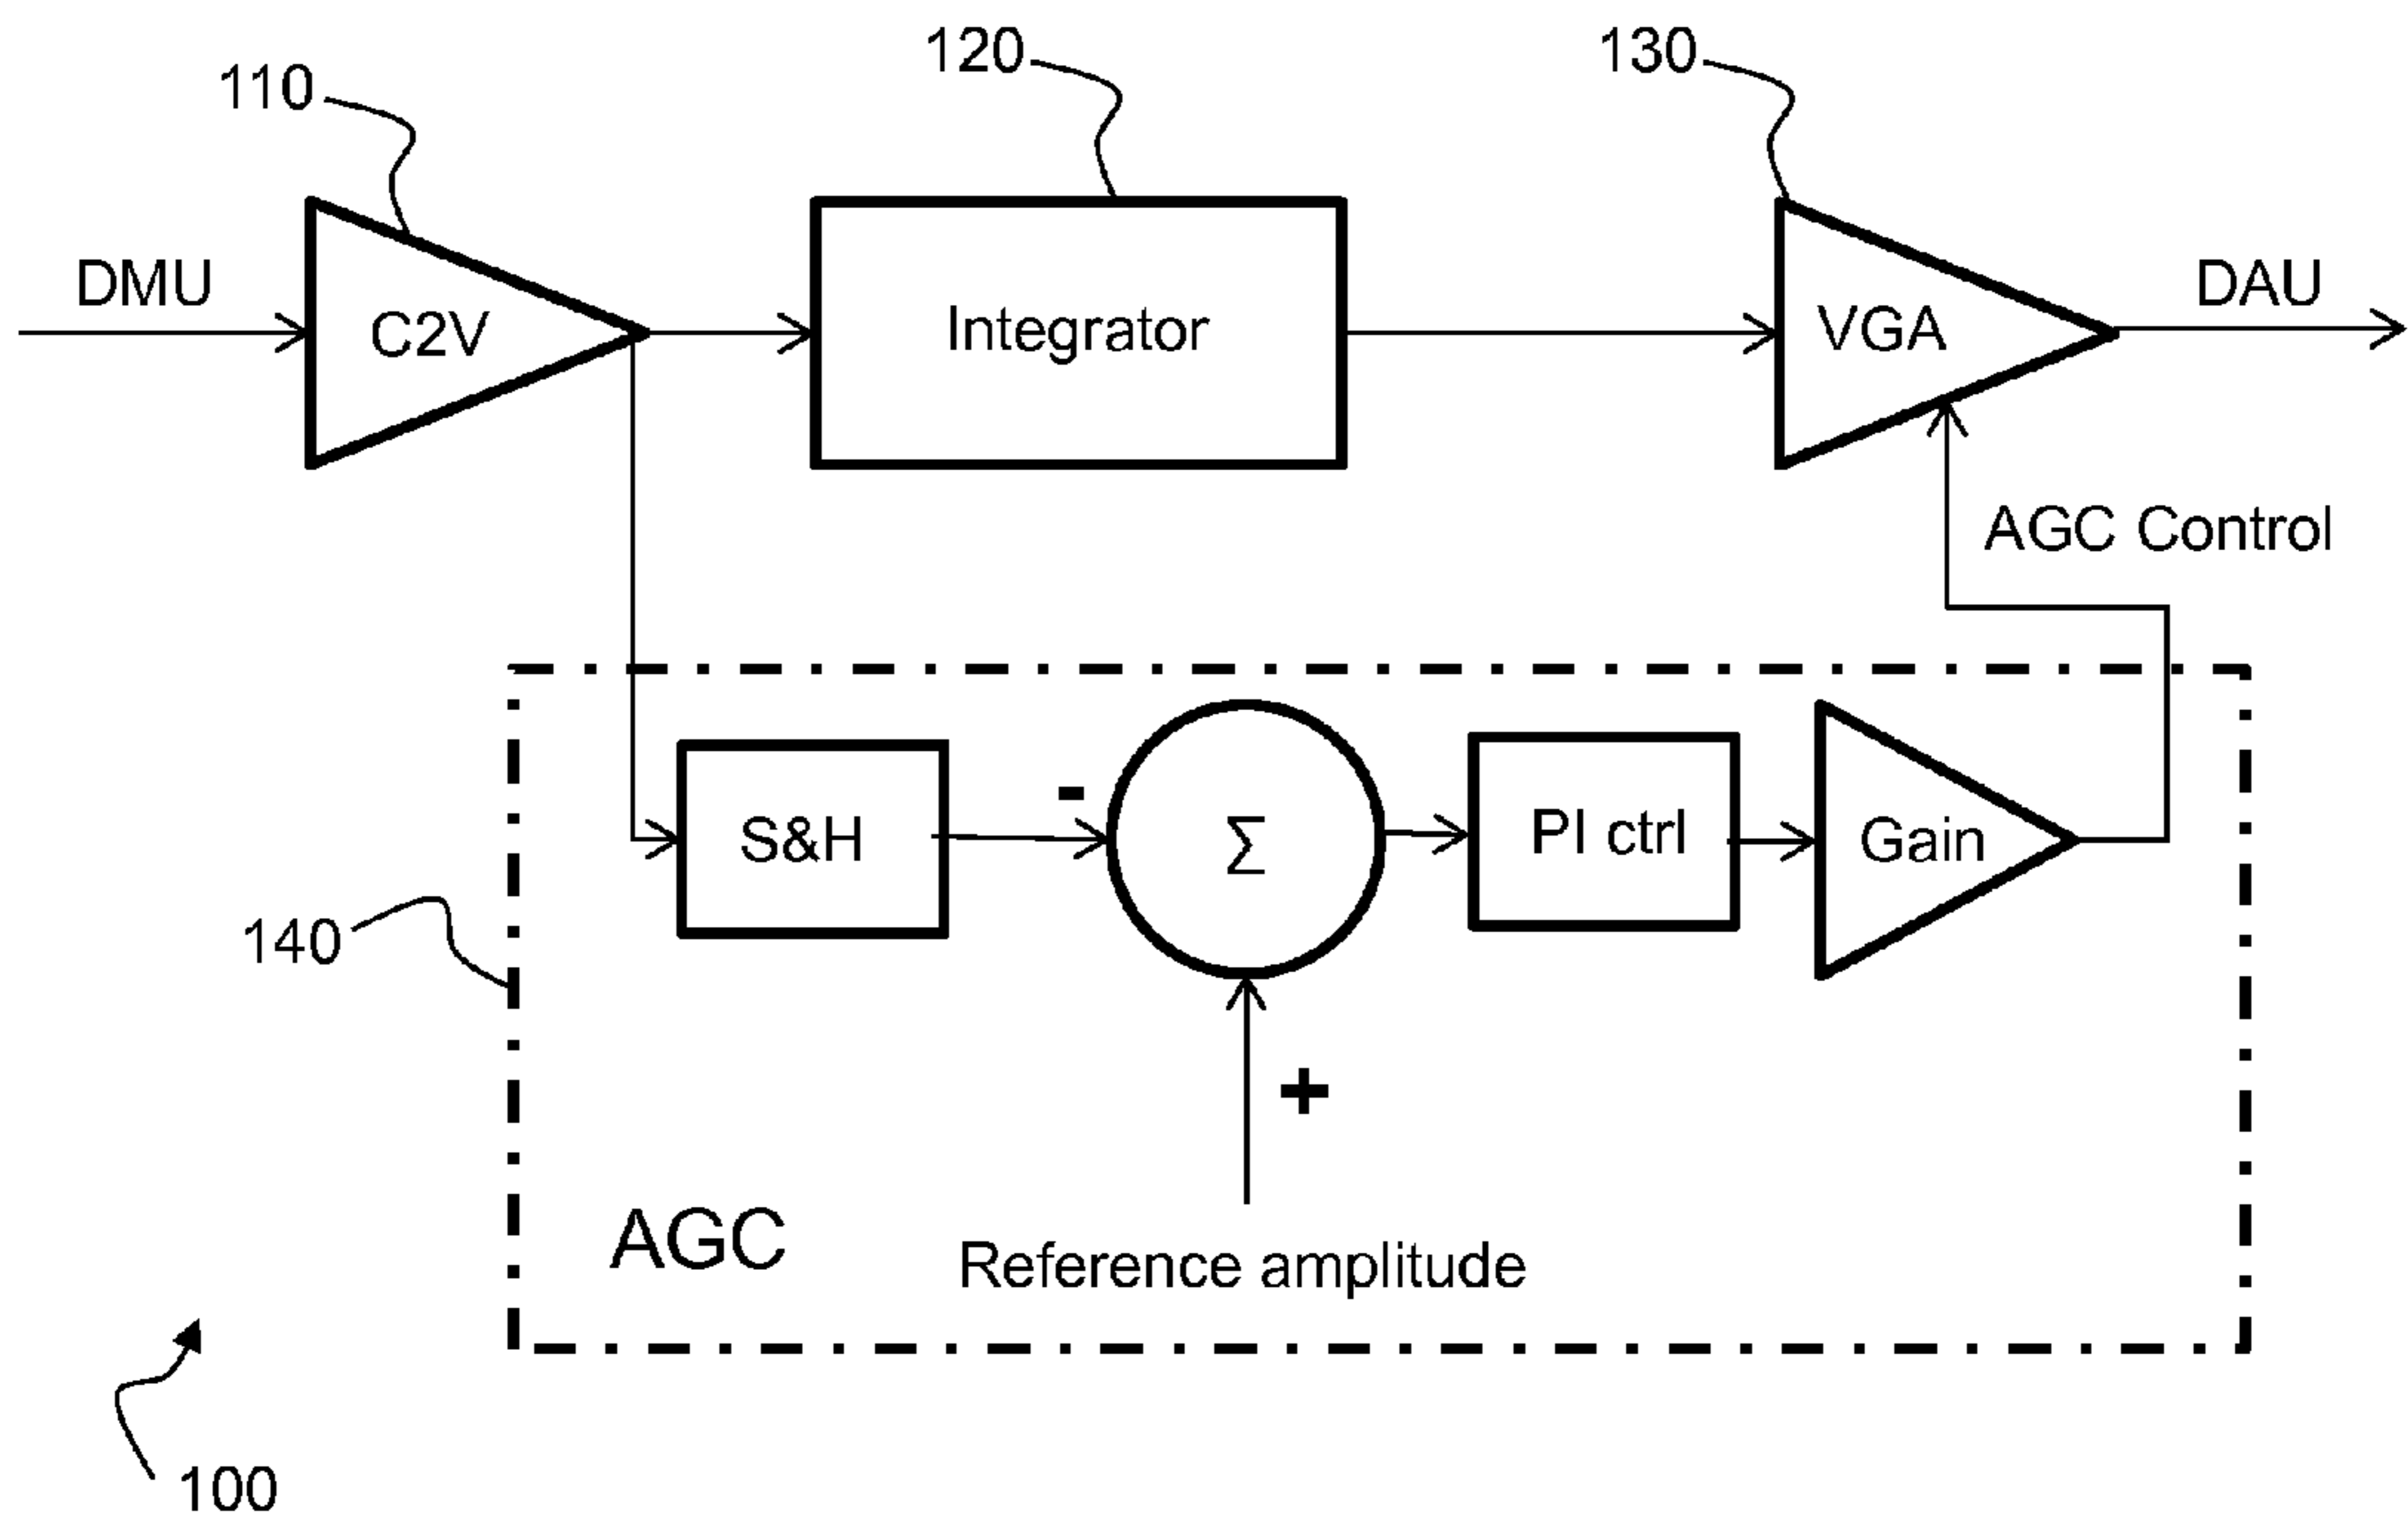 120
130
110
DMU
DAU
C2V
Integrator
VGA
AGC Control
-
S&H
Σ
PI ctrl
Gain
140
+
AGC
Reference amplitude
100